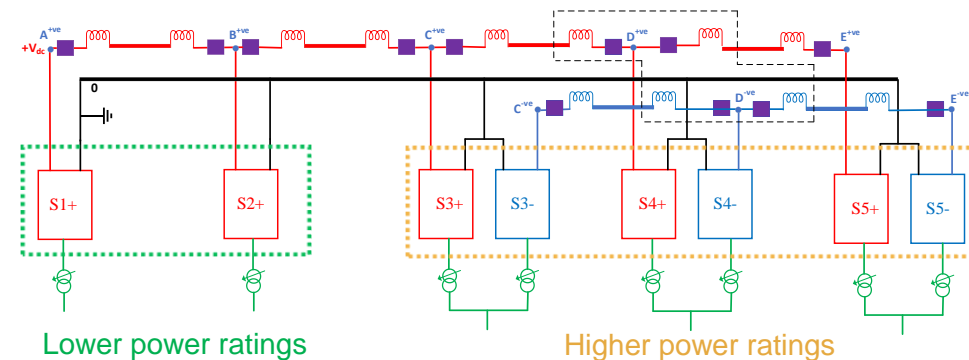 A+ve
B+ve
C+ve
D+ve
E+ve
+Vdc
0
C-ve
D-ve
E-ve
S1+
S2+
S3+
S3-
S4+
S4-
S5+
S5-
Lower power ratings
Higher power ratings